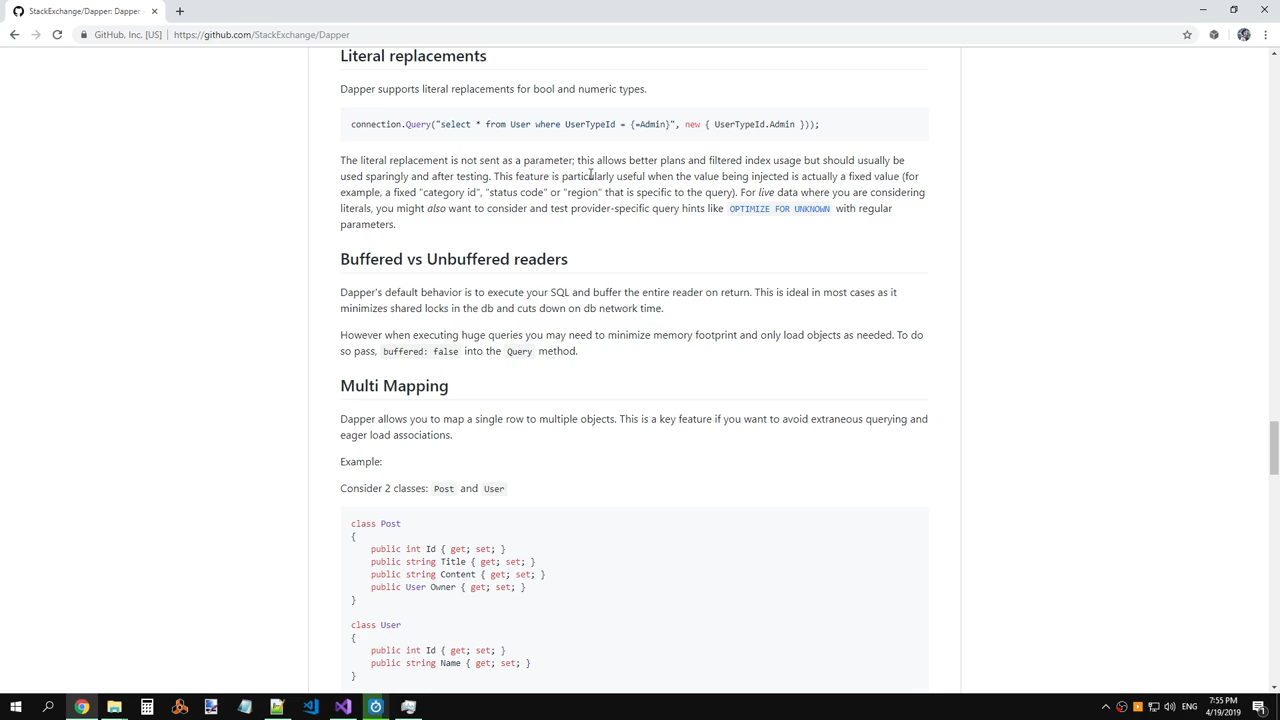 StackExchange/Dapper: Dapper -
GitHub, Inc. [US] | https://github.com/StackExchange/Dapper
Literal replacements
Dapper supports literal replacements for bool and numeric types.
connection.Query("select * from User where UserTypeId = {=Admin}", new { UserTypeId.Admin }));
The literal replacement is not sent as a parameter; this allows better plans and filtered index usage but should usually be
used sparingly and after testing. This feature is particularly useful when the value being injected is actually a fixed value (for
example, a fixed "category id", "status code" or "region" that is specific to the query). For live data where you are considering
literals, you might also want to consider and test provider-specific query hints like OPTIMIZE FOR UNKNOWN with regular
parameters.
Buffered vs Unbuffered readers
Dapper's default behavior is to execute your SQL and buffer the entire reader on return. This is ideal in most cases as it
minimizes shared locks in the db and cuts down on db network time.
However when executing huge queries you may need to minimize memory footprint and only load objects as needed. To do
so pass, buffered: false into the Query method.
Multi Mapping
Dapper allows you to map a single row to multiple objects. This is a key feature if you want to avoid extraneous querying and
eager load associations.
Example:
Consider 2 classes: Post and User
class Post
{
public int Id { get; set; }
public string Title { get; set; }
public string Content { get; set; }
public User Owner { get; set; }
}
class User
{
public int Id { get; set; }
public string Name { get; set; }
}
ENG
7:55 PM
4/19/2019
1